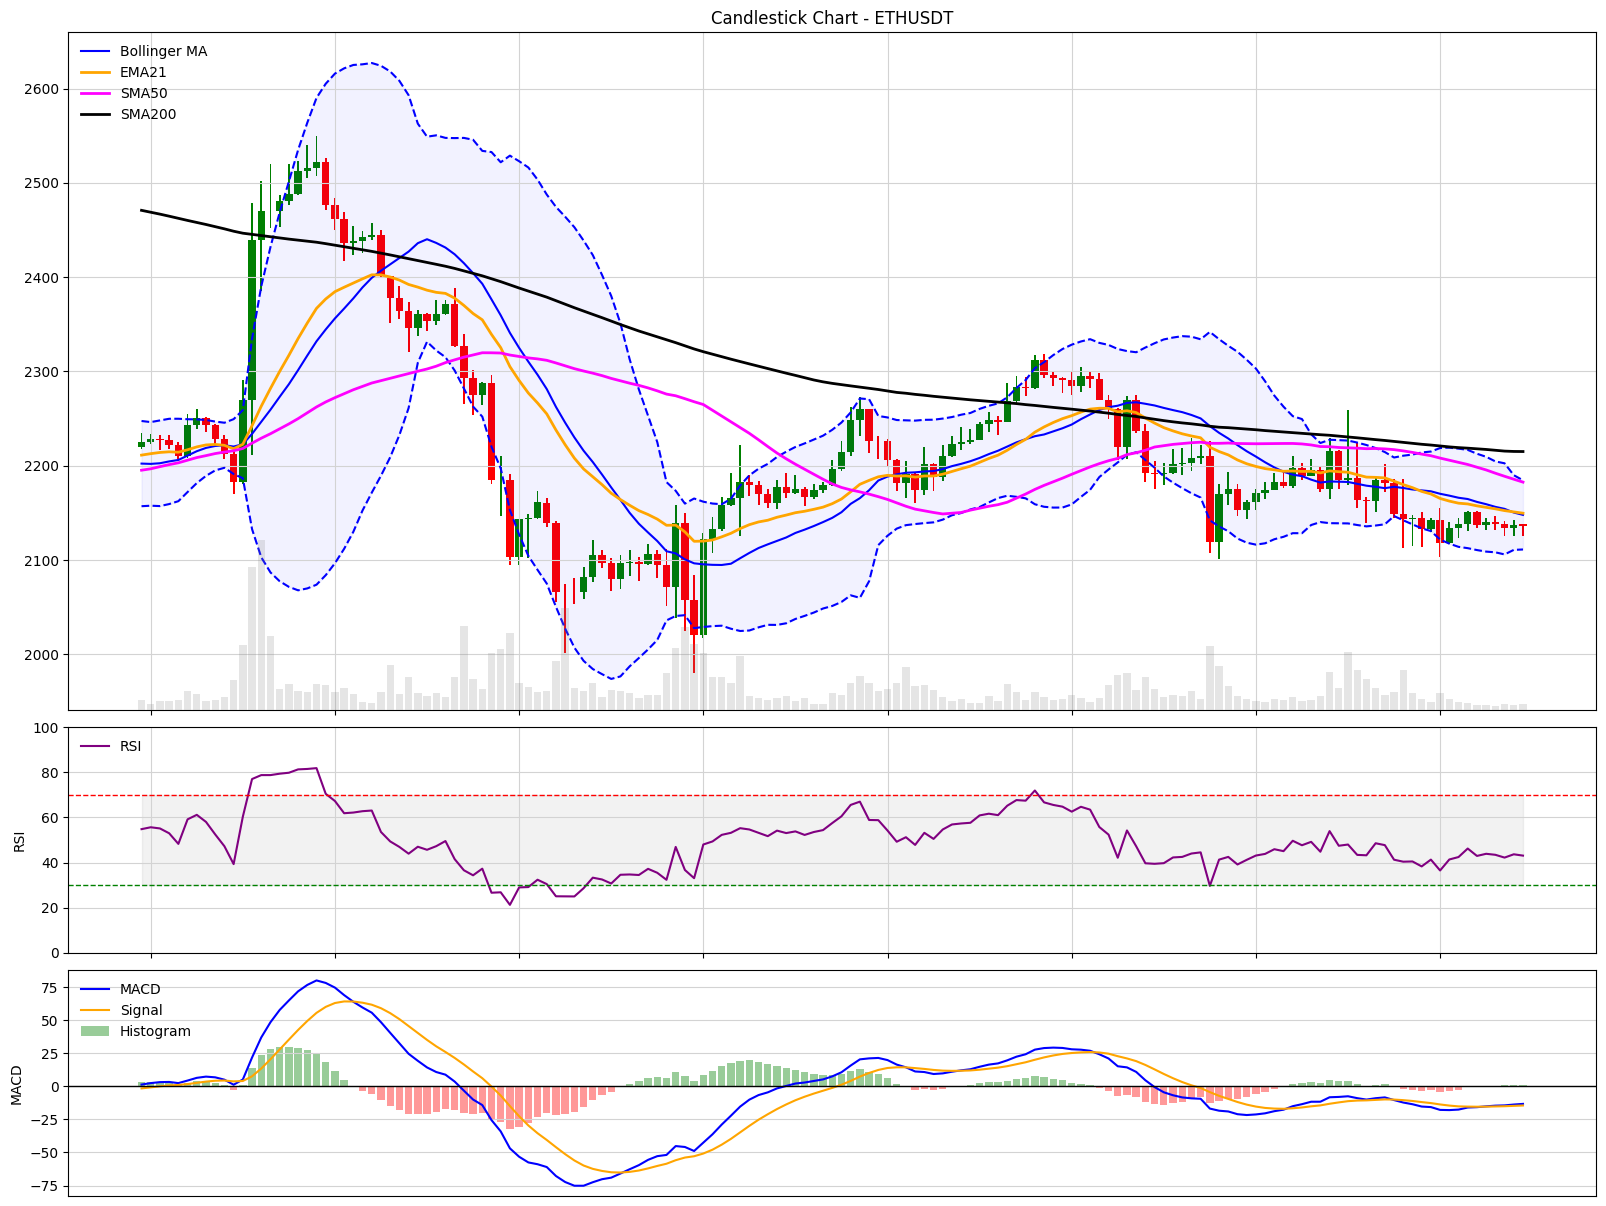 Candlestick Chart - ETHUSDT
Bollinger MA
EMA21
SMA50
SMA200
2600
2500
2400
2300
2200
2100
2000
RSI
100
80
60
40
20
0
RSI
MACD
Signal
Histogram
75
50
25
0
−25
−50
−75
MACD